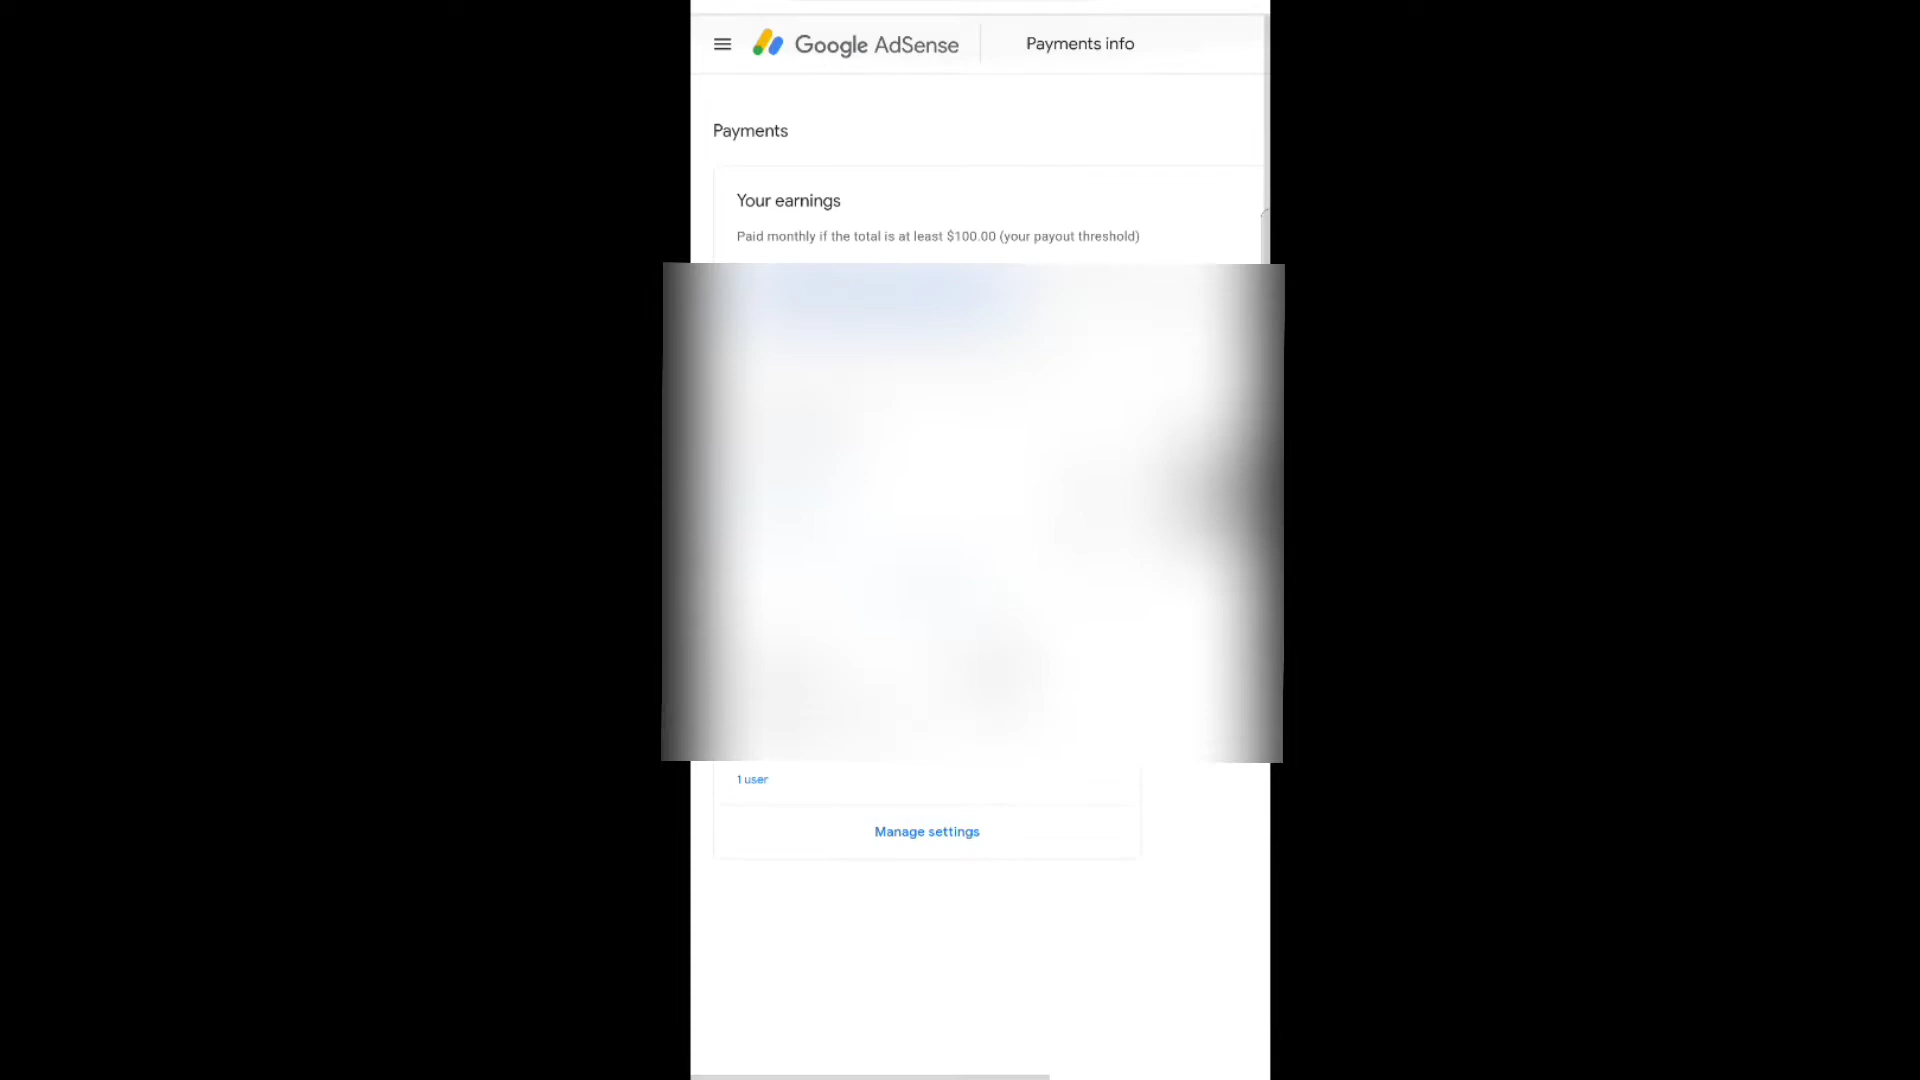 Google AdSense
Payments info
Payments
Your earnings
Paid monthly if the total is at least $100.00 (your payout threshold)
1 user
Manage settings